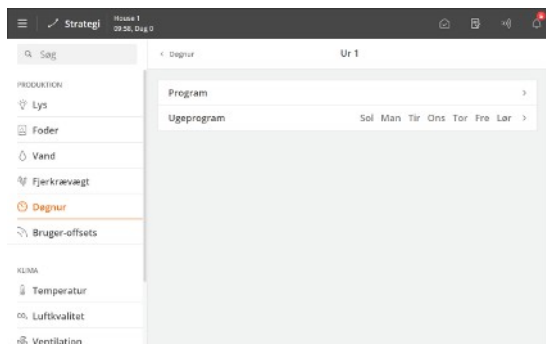 Strategi
House 1
09:58, Dag 0
Søg
Døgnur
Ur 1
PRODUKTION
Lys
Foder
Vand
Fjerkrævægt
Døgnur
Bruger-offsets
KLIMA
Temperatur
CO₂ Luftkvalitet
Ventilation
Program
Ugeprogram Sol Man Tir Ons Tor Fre Lør